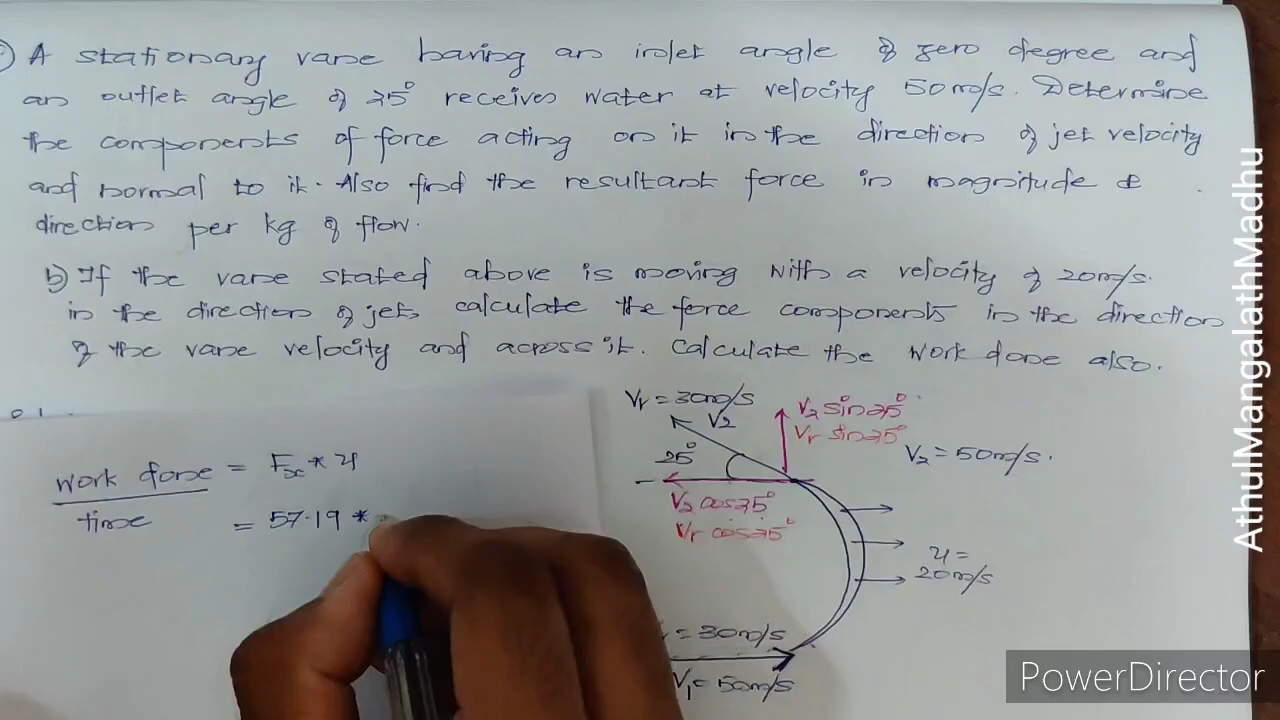 A stationary vane having an inlet angle of zero degree and
an outlet angle of 25° receives water at velocity 50m/s. Determine
the components of force acting on it in the direction of jet velocity
and normal to it. Also find the resultant force in magnitude &
direction per kg of flow.
b) If the vane stated above is moving with a velocity of 20m/s.
in the direction of jet, calculate the force components in the direction
of the vane velocity and across it. Calculate the work done also.
Work done = Fx * u
time
= 57.19 *
Vr = 30m/s
V2
25°
V2 sin25°
Vr sin25°
V2 = 50m/s.
V2 cos25°
Vr cos25°
u =
20m/s
= 30m/s
V1 = 50m/s
AthulMangalathMadhu
PowerDirector